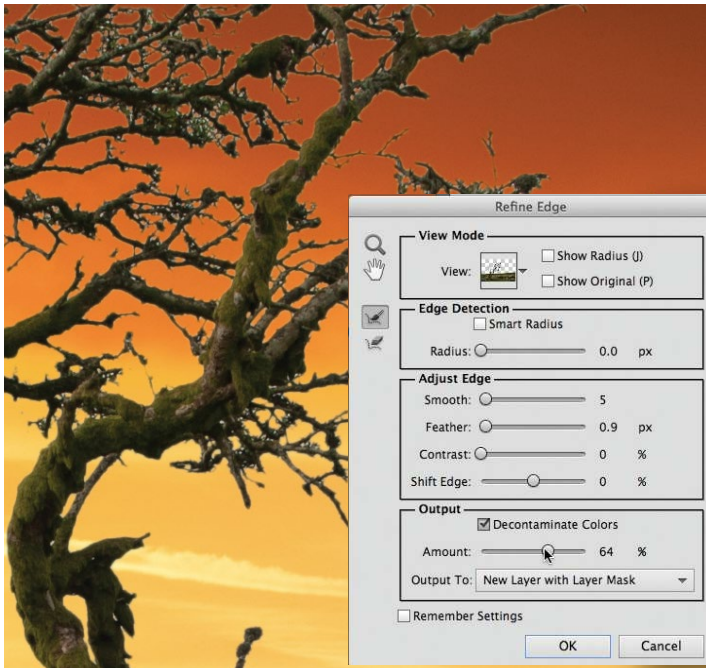 Refine Edge
View Mode
View:
Show Radius (J)
Show Original (P)
Edge Detection
Smart Radius
Radius: 0.0 px
Adjust Edge
Smooth: 5
Feather: 0.9 px
Contrast: 0 %
Shift Edge: 0 %
Output
Decontaminate Colors
Amount: 64 %
Output To: New Layer with Layer Mask
Remember Settings
OK Cancel